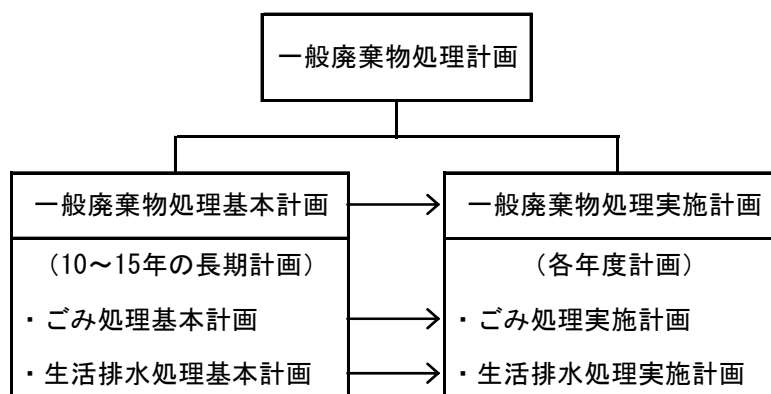 一般廃棄物処理計画
一般廃棄物処理基本計画
(10～15年の長期計画)
・ごみ処理基本計画
・生活排水処理基本計画
一般廃棄物処理実施計画
(各年度計画)
・ごみ処理実施計画
・生活排水処理実施計画